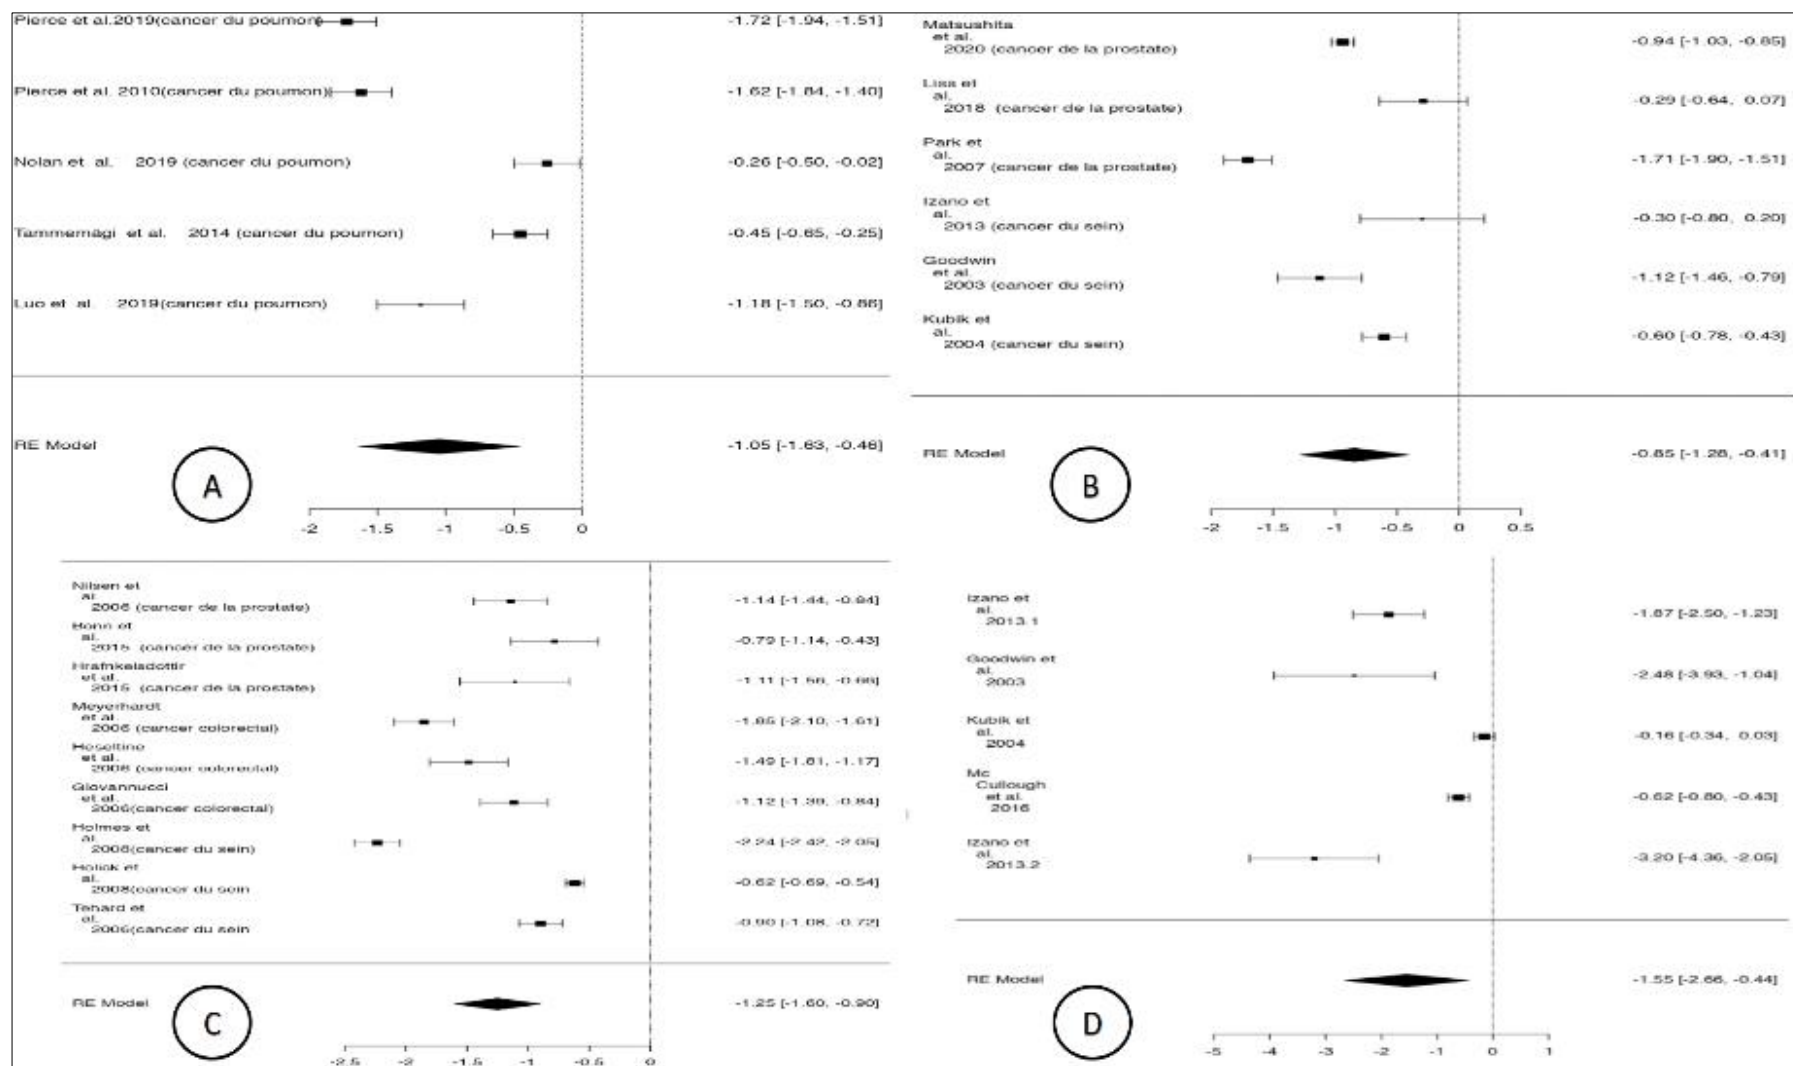 Pierce et al.2019(cancer du poumon) -1.72 [-1.94, -1.51]
Pierce et al. 2010(cancer du poumon) -1.62 [-1.84, -1.40]
Nolan et al. 2019 (cancer du poumon) -0.26 [-0.50, -0.02]
Tammemägi et al. 2014 (cancer du poumon) -0.45 [-0.65, -0.25]
Luo et al. 2019(cancer du poumon) -1.18 [-1.50, -0.86]
RE Model -1.05 [-1.63, -0.46]
A
-2 -1.5 -1 -0.5 0
Matsushita
et al.
2020 (cancer de la prostate) -0.94 [-1.03, -0.85]
Lisa et
al.
2018 (cancer de la prostate) -0.29 [-0.64, 0.07]
Park et
al.
2007 (cancer de la prostate) -1.71 [-1.90, -1.51]
Izano et
al.
2013 (cancer du sein) -0.30 [-0.80, 0.20]
Goodwin
et al.
2003 (cancer du sein) -1.12 [-1.46, -0.79]
Kubik et
al.
2004 (cancer du sein) -0.60 [-0.78, -0.43]
RE Model -0.85 [-1.28, -0.41]
B
-2 -1.5 -1 -0.5 0 0.5
Nilsen et
al.
2006 (cancer de la prostate) -1.14 [-1.44, -0.84]
Bonn et
al.
2015 (cancer de la prostate) -0.79 [-1.14, -0.43]
Hrafnkelsdottir
et al.
2015 (cancer de la prostate) -1.11 [-1.56, -0.66]
Meyerhardt
et al.
2006 (cancer colorectal) -1.85 [-2.10, -1.61]
Heseltine
et al.
(cancer colorectal) -1.49 [-1.81, -1.17]
Giovannucci
et al.
2006(cancer colorectal) -1.12 [-1.39, -0.84]
Holmes et
al.
(cancer du sein) -2.24 [-2.42, -2.05]
Holick et
al.
2008(cancer du sein -0.62 [-0.69, -0.54]
Tehard et
al.
2006(cancer du sein -0.90 [-1.08, -0.72]
RE Model -1.25 [-1.60, -0.90]
C
-2.5 -2 -1.5 -1 -0.5 0
Izano et
al.
2013.1 -1.87 [-2.50, -1.23]
Goodwin et
al.
2003 -2.48 [-3.93, -1.04]
Kubik et
al.
2004 -0.16 [-0.34, 0.03]
Mc
Cullough
et al.
2016 -0.62 [-0.80, -0.43]
Izano et
al.
2013.2 -3.20 [-4.36, -2.05]
RE Model -1.55 [-2.66, -0.44]
D
-5 -4 -3 -2 -1 0 1